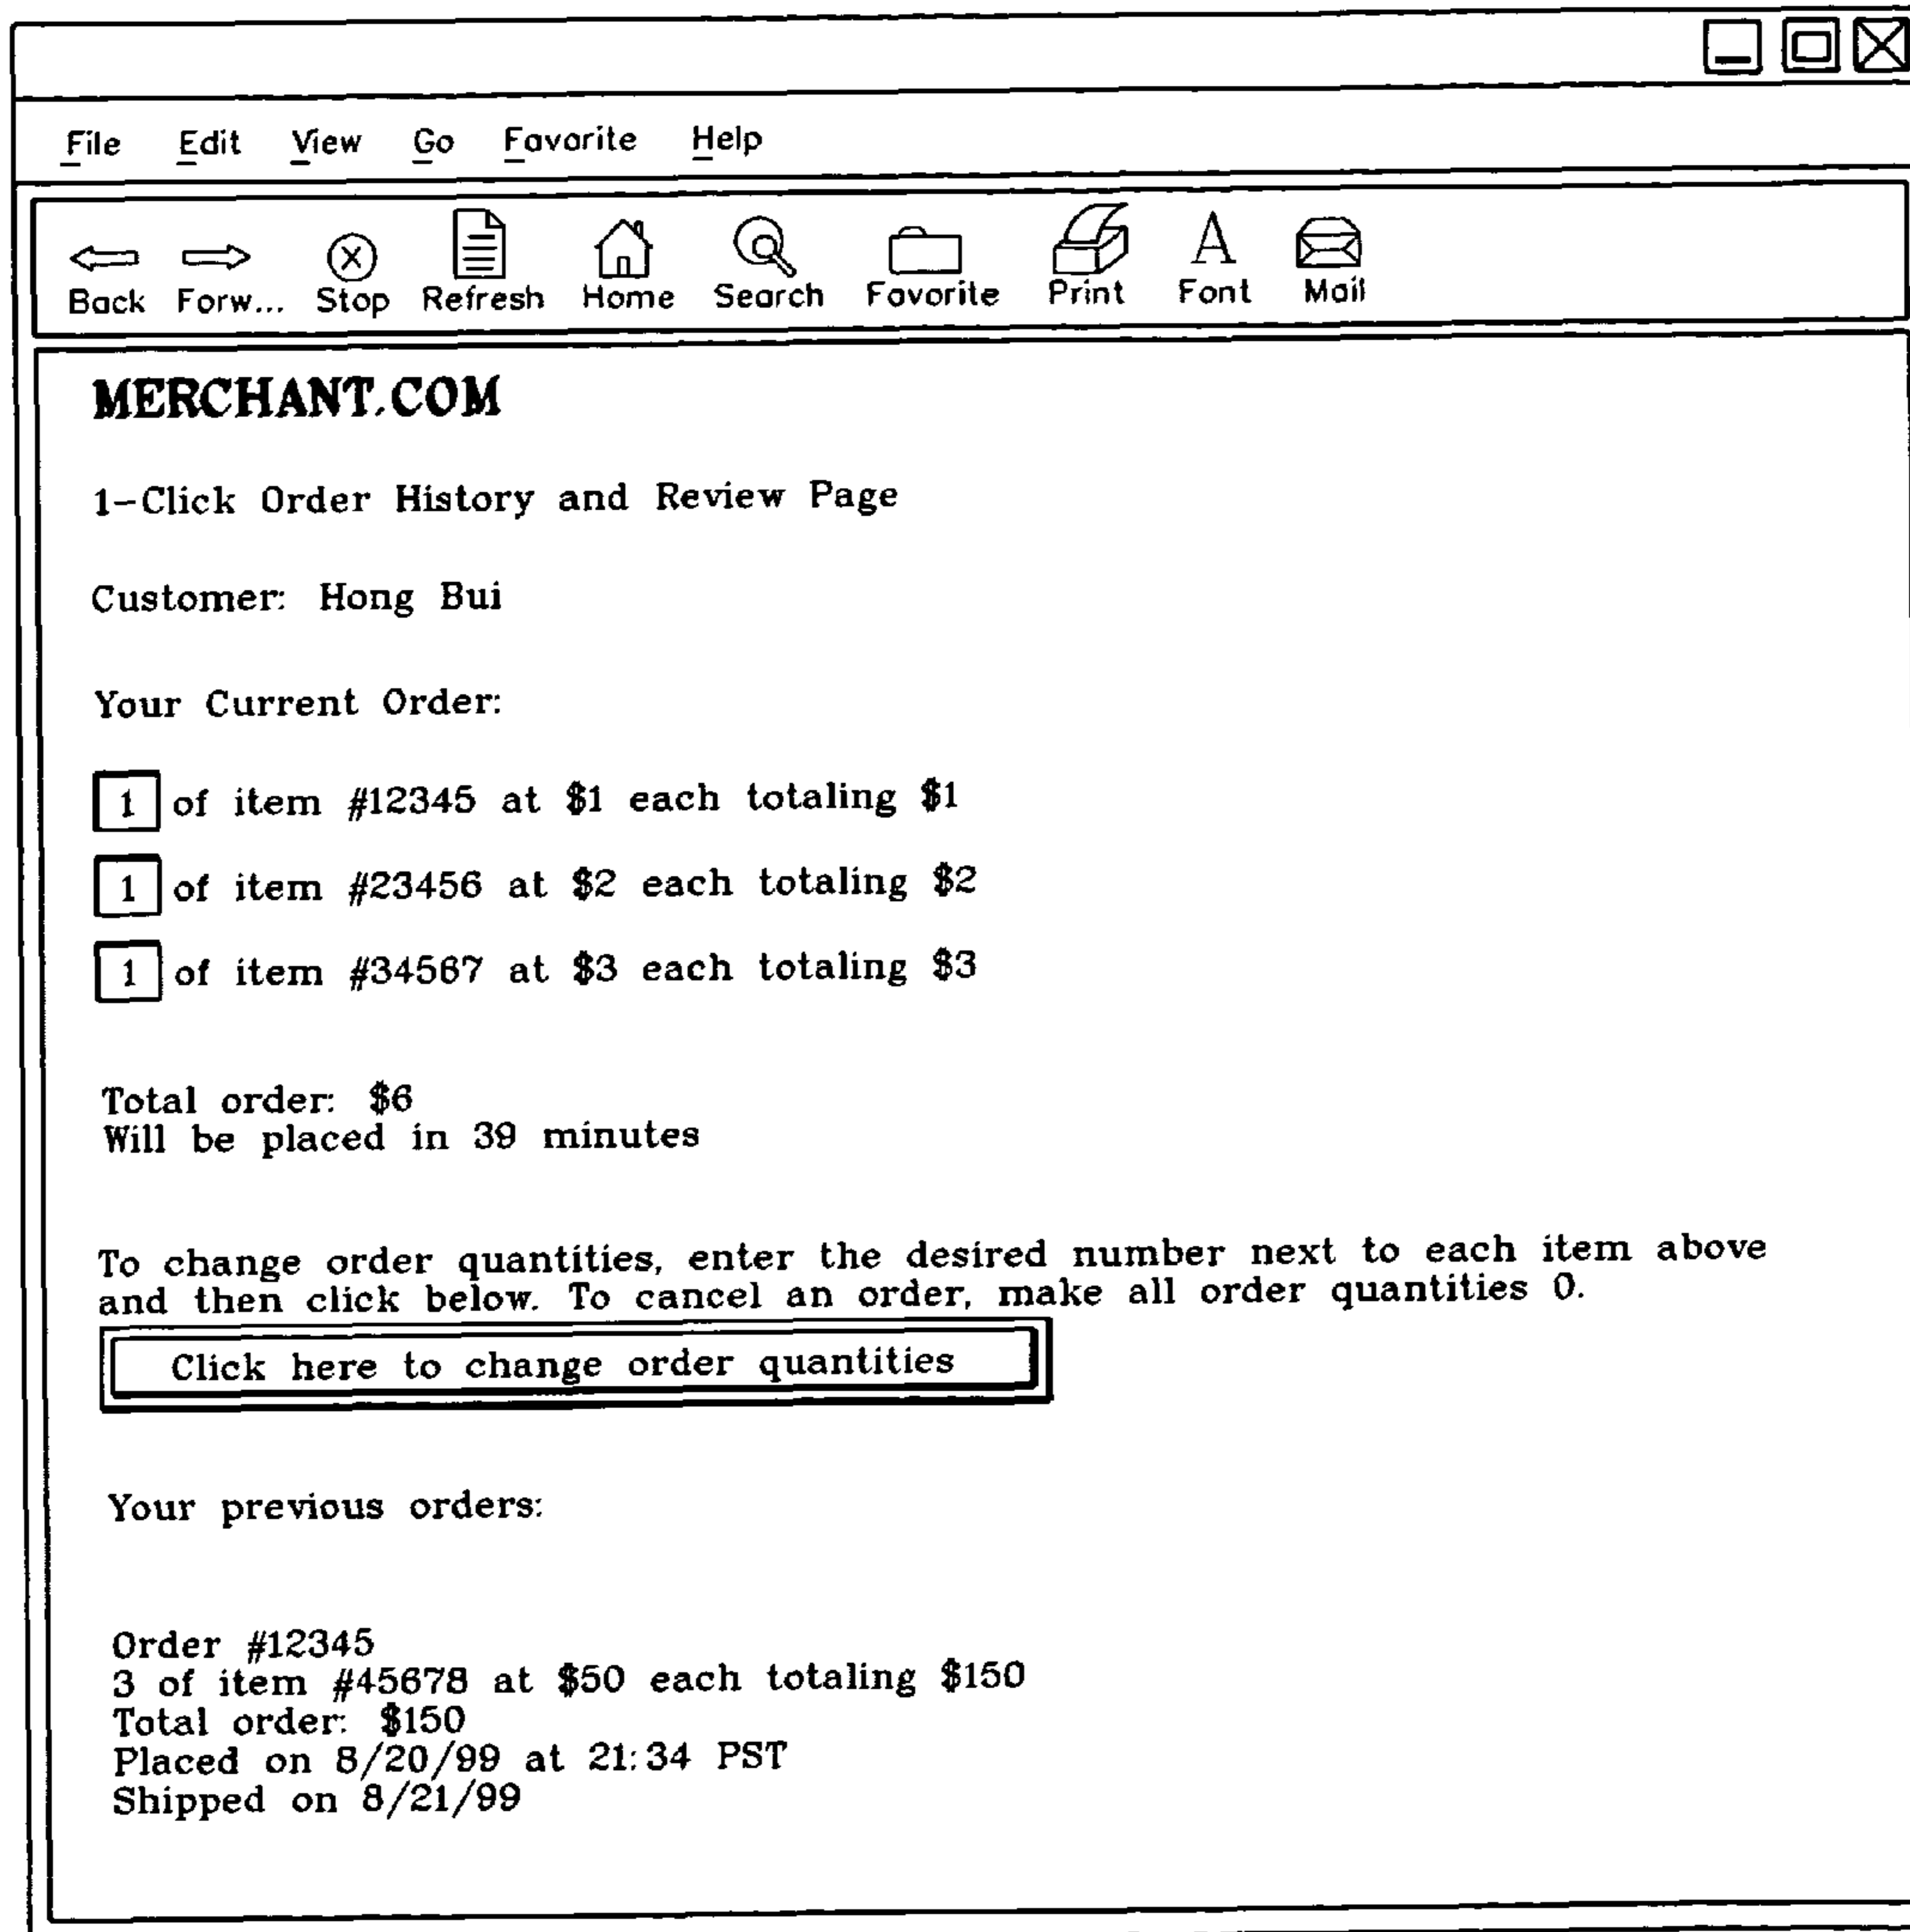 File Edit View Go Favorite Help
Back Forw... Stop Refresh Home Search Favorite Print Font Mail
MERCHANT.COM
1-Click Order History and Review Page
Customer: Hong Bui
Your Current Order:
1 of item #12345 at $1 each totaling $1
1 of item #23456 at $2 each totaling $2
1 of item #34567 at $3 each totaling $3
Total order: $6
Will be placed in 39 minutes
To change order quantities, enter the desired number next to each item above
and then click below. To cancel an order, make all order quantities 0.
Click here to change order quantities
Your previous orders:
Order #12345
3 of item #45678 at $50 each totaling $150
Total order: $150
Placed on 8/20/99 at 21:34 PST
Shipped on 8/21/99